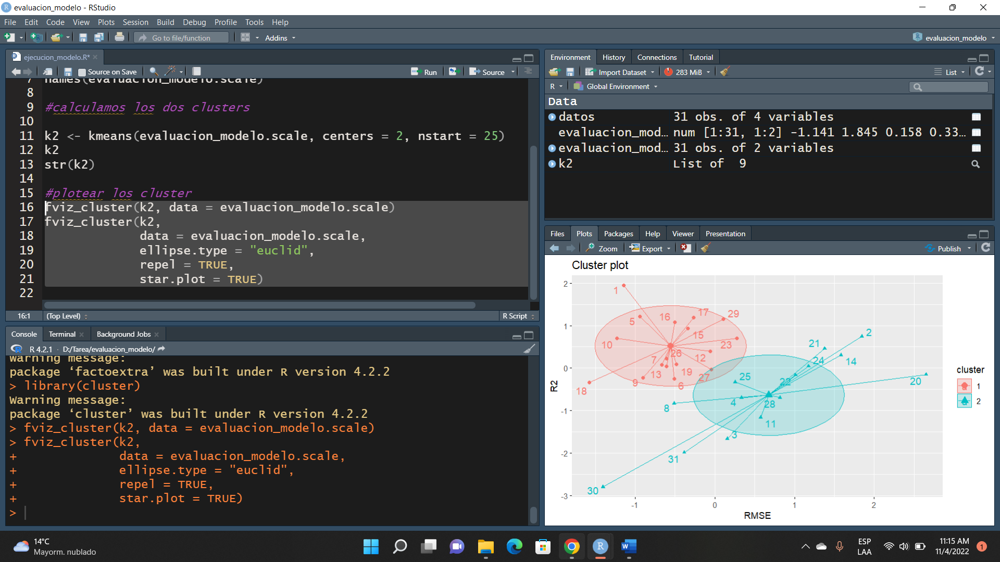 evaluacion_modelo - RStudio
File Edit Code View Plots Session Build Debug Profile Tools Help
Go to file/function
Addins
evaluacion_modelo
ejecucion_modelo.R*
Source on Save
Run
Source
7 names(evaluacion_modelo.scale)
8
9 #calculamos los dos clusters
10
11 k2 <- kmeans(evaluacion_modelo.scale, centers = 2, nstart = 25)
12 k2
13 str(k2)
14
15 #plotear los cluster
16 fviz_cluster(k2, data = evaluacion_modelo.scale)
17 fviz_cluster(k2,
18 data = evaluacion_modelo.scale,
19 ellipse.type = "euclid",
20 repel = TRUE,
21 star.plot = TRUE)
22
16:1 (Top Level) R Script
Console Terminal Background Jobs
R 4.2.1 · D:/Tarea/evaluacion_modelo/
Warning message:
package ‘factoextra’ was built under R version 4.2.2
> library(cluster)
Warning message:
package ‘cluster’ was built under R version 4.2.2
> fviz_cluster(k2, data = evaluacion_modelo.scale)
> fviz_cluster(k2,
+ data = evaluacion_modelo.scale,
+ ellipse.type = "euclid",
+ repel = TRUE,
+ star.plot = TRUE)
>
Environment History Connections Tutorial
Import Dataset 283 MiB List
R Global Environment
Data
datos 31 obs. of 4 variables
evaluacion_mod… num [1:31, 1:2] -1.141 1.845 0.158 0.33…
evaluacion_mod… 31 obs. of 2 variables
k2 List of 9
Files Plots Packages Help Viewer Presentation
Zoom Export Publish
Cluster plot
2
1
0
-1
-2
-3
R2
-1 0 1 2
RMSE
1
5 16 17 29
15
10 23
7 26 12
13 19 27
9 6
18
2
21
24 14
25 22 20
8 4 28
11
3
31
30
cluster
1
2
14°C
Mayorm. nublado
ESP
LAA
11:15 AM
11/4/2022
1